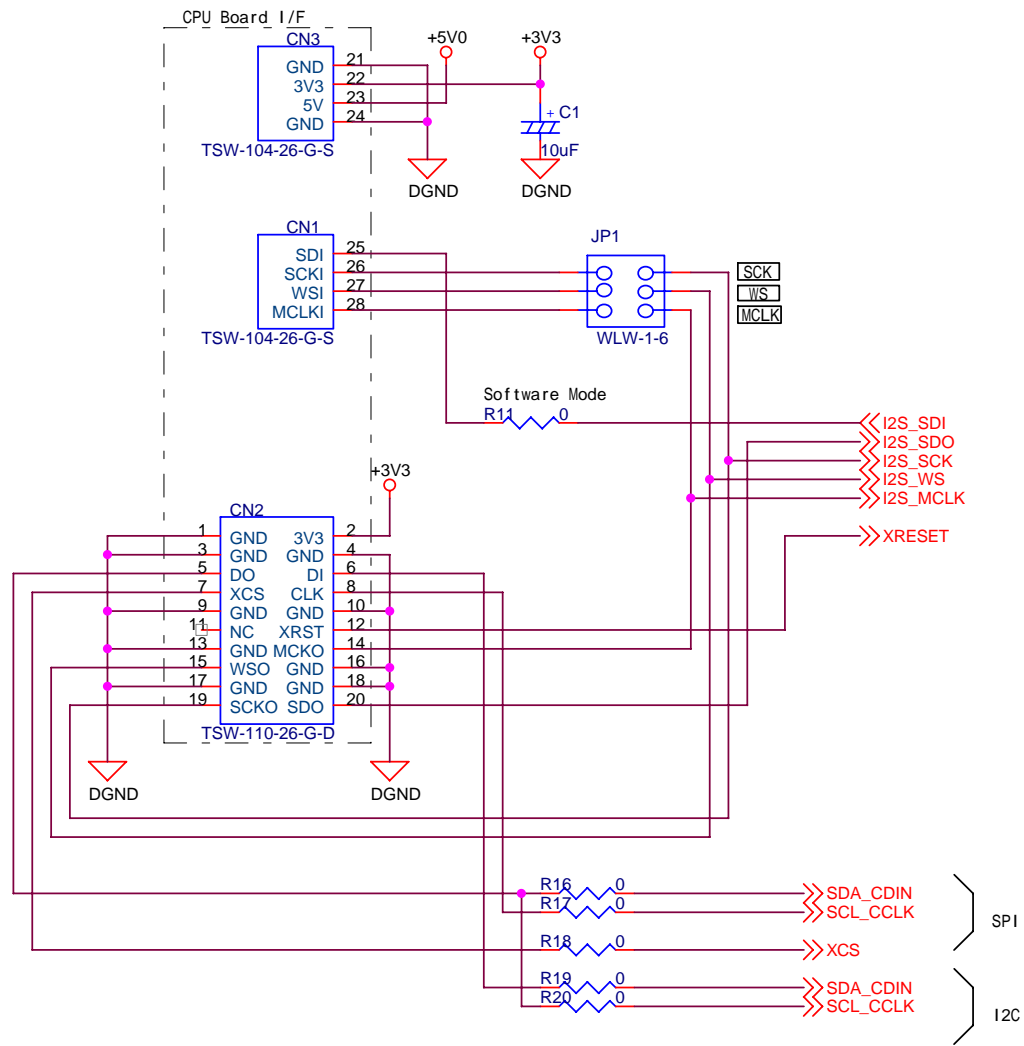 CPU Board I/F
CN3
+5V0
+3V3
GND 21
3V3 22
5V 23
GND 24
TSW-104-26-G-S
+ C1
10uF
DGND
DGND
CN1
JP1
SDI 25
SCKI 26
WSI 27
MCLKI 28
TSW-104-26-G-S
WLW-1-6
SCK
WS
MCLK
Software Mode
R11 0
I2S_SDI
I2S_SDO
I2S_SCK
I2S_WS
I2S_MCLK
XRESET
+3V3
CN2
1 GND 3V3 2
3 GND GND 4
5 DO DI 6
7 XCS CLK 8
9 GND GND 10
11 NC XRST 12
13 GND MCKO 14
15 WSO GND 16
17 GND GND 18
19 SCKO SDO 20
TSW-110-26-G-D
DGND
DGND
R16 0 SDA_CDIN
R17 0 SCL_CCLK
SPI
R18 0 XCS
R19 0 SDA_CDIN
R20 0 SCL_CCLK
I2C